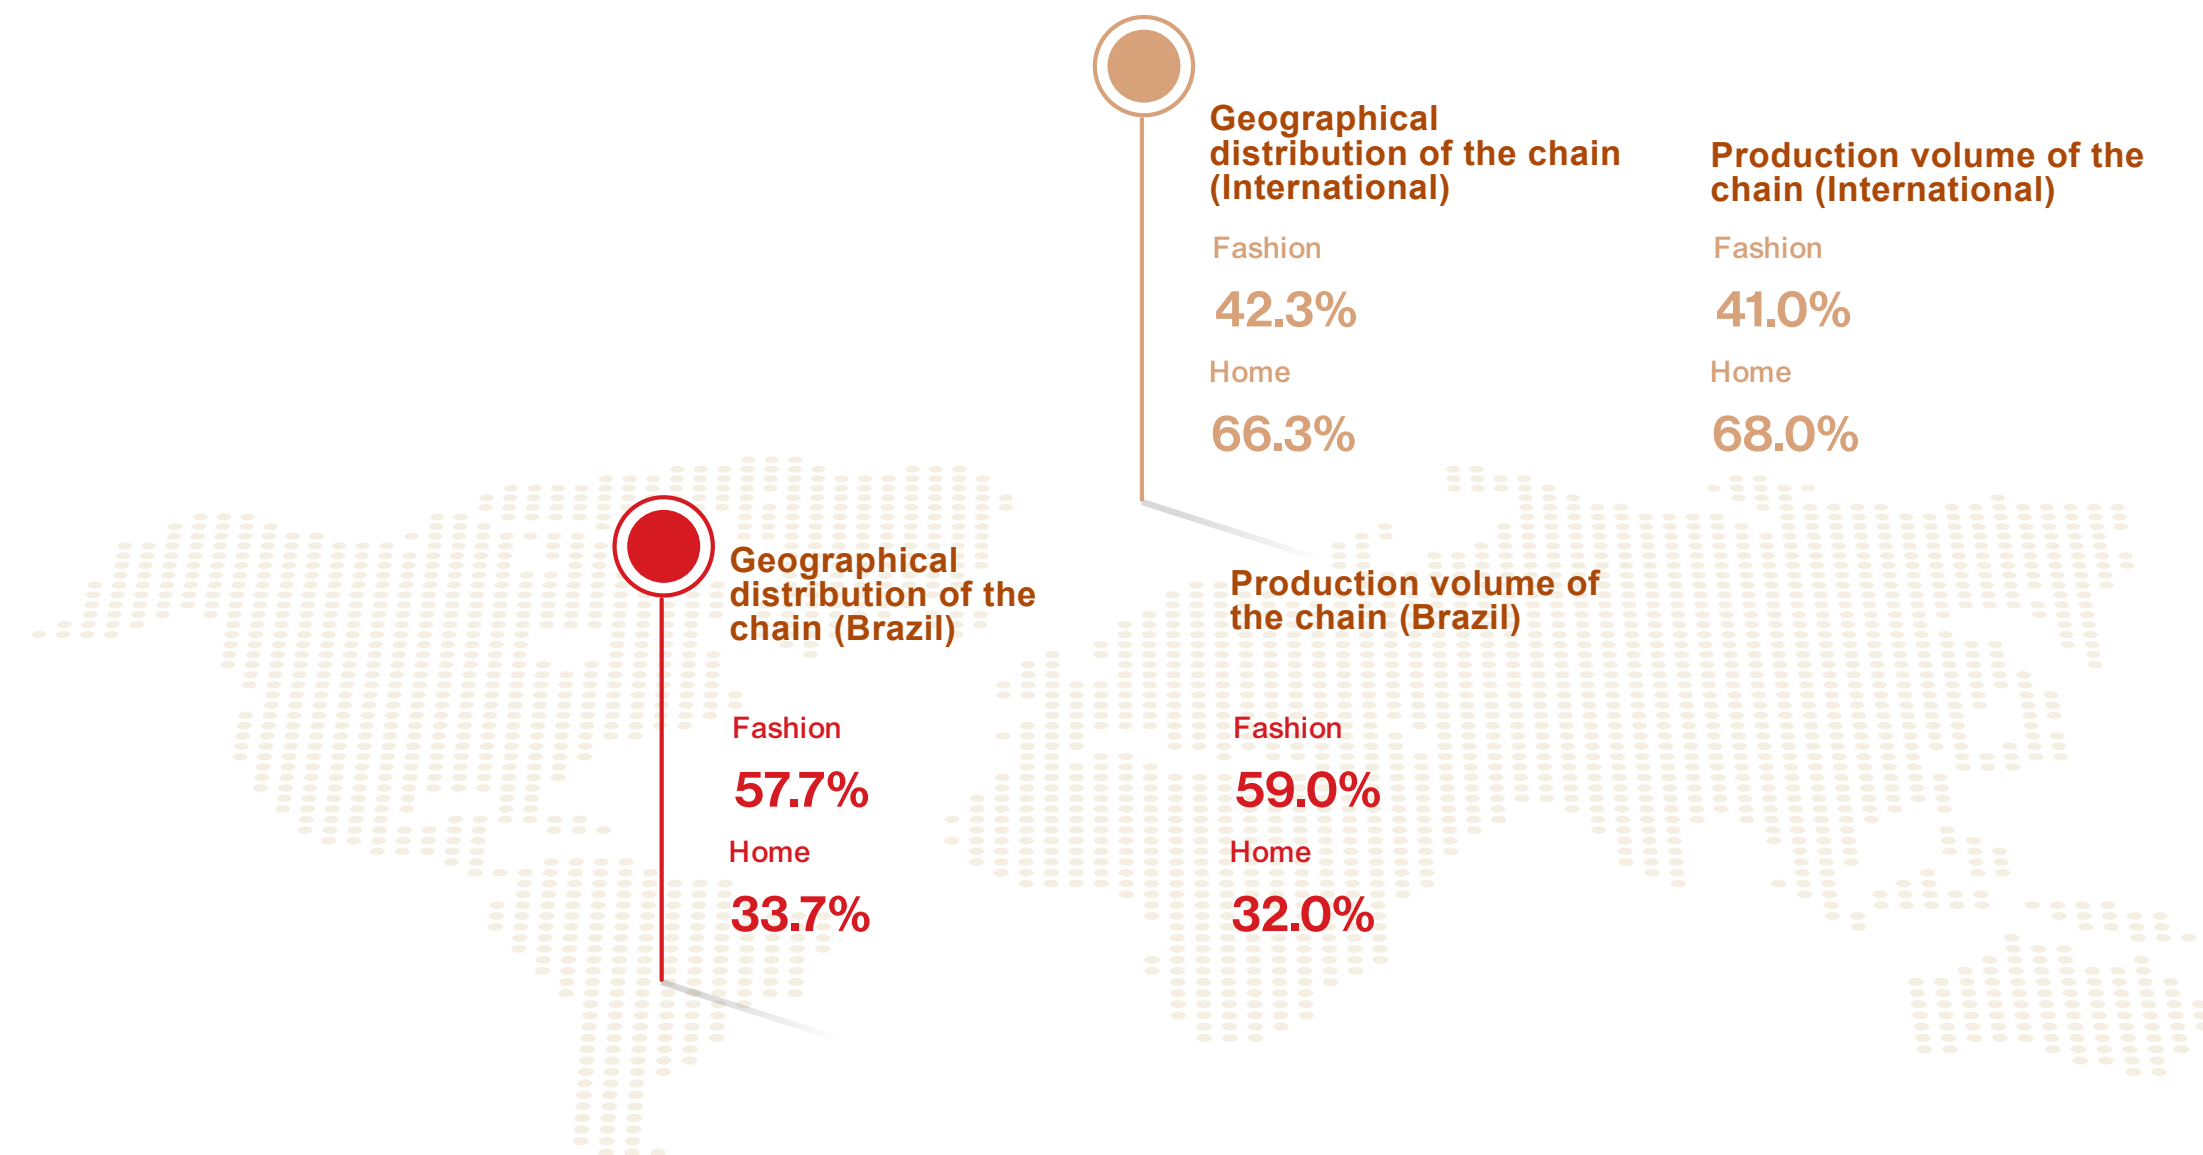 Geographical
distribution of the chain
(International)
Fashion
42.3%
Home
66.3%
Production volume of the
chain (International)
Fashion
41.0%
Home
68.0%
Geographical
distribution of the
chain (Brazil)
Fashion
57.7%
Home
33.7%
Production volume of
the chain (Brazil)
Fashion
59.0%
Home
32.0%